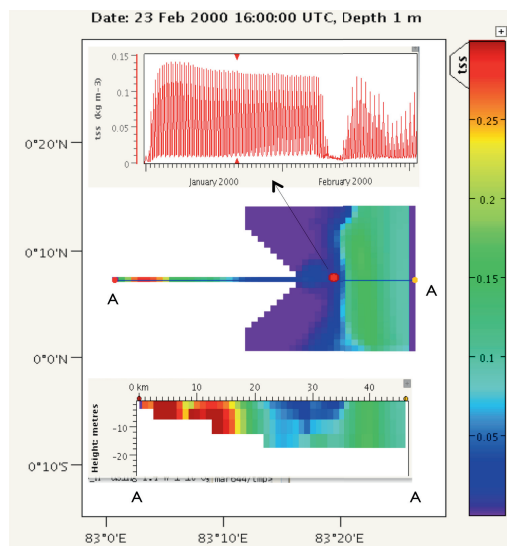 Date: 23 Feb 2000 16:00:00 UTC, Depth 1 m
+
tss
0.15
0.1
0.05
0
tss (kg m-3)
January 2000
February 2000
0°20'N
0°10'N
0°0'N
0°10'S
A
A
0.25
0.2
0.15
0.1
0.05
0 km
10
20
30
40
Height: metres
-10
-20
A
A
83°0'E
83°10'E
83°20'E